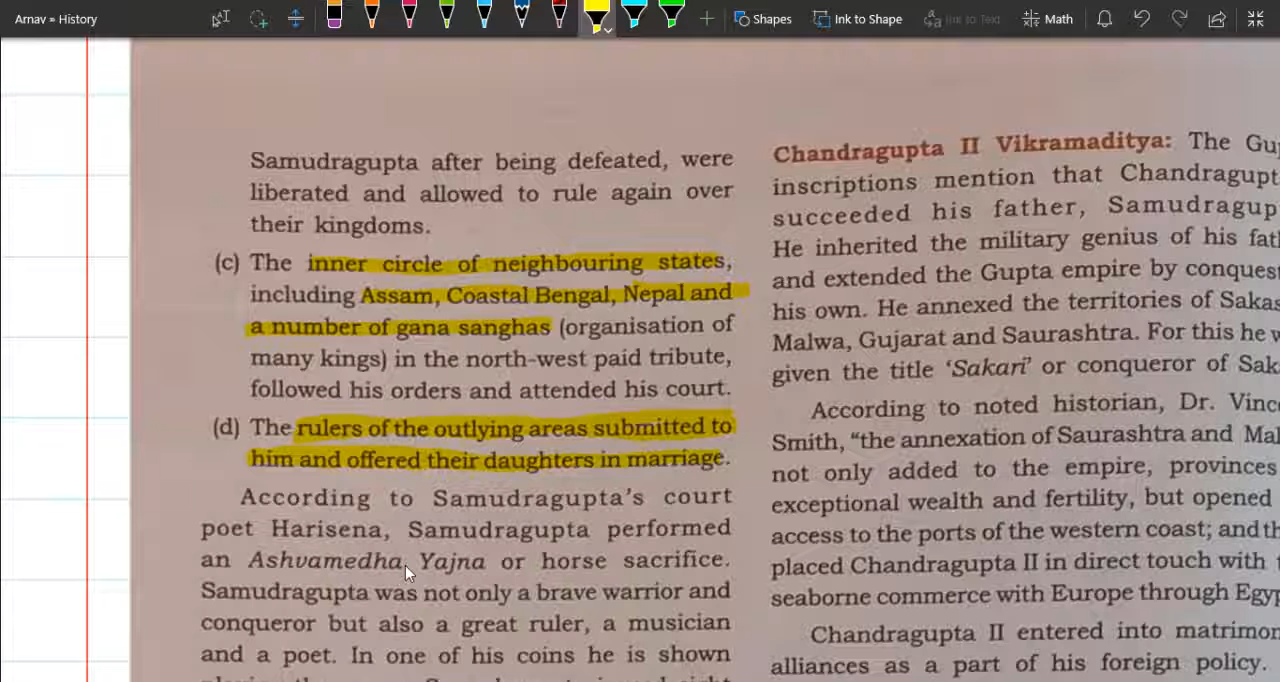 Arnav » History
Shapes
Ink to Shape
Ink to Text
Math
Samudragupta after being defeated, were
liberated and allowed to rule again over
their kingdoms.
(c) The inner circle of neighbouring states,
including Assam, Coastal Bengal, Nepal and
a number of gana sanghas (organisation of
many kings) in the north-west paid tribute,
followed his orders and attended his court.
(d) The rulers of the outlying areas submitted to
him and offered their daughters in marriage.
According to Samudragupta's court
poet Harisena, Samudragupta performed
an Ashvamedha Yajna or horse sacrifice.
Samudragupta was not only a brave warrior and
conqueror but also a great ruler, a musician
and a poet. In one of his coins he is shown
Chandragupta II Vikramaditya: The Gu
inscriptions mention that Chandragupt
succeeded his father, Samudragup
He inherited the military genius of his fat
and extended the Gupta empire by conquest
his own. He annexed the territories of Sakas
Malwa, Gujarat and Saurashtra. For this he w
given the title 'Sakari' or conqueror of Sak
According to noted historian, Dr. Vinc
Smith, "the annexation of Saurashtra and Mal
not only added to the empire, provinces
exceptional wealth and fertility, but opened
access to the ports of the western coast; and th
placed Chandragupta II in direct touch with
seaborne commerce with Europe through Egyp
Chandragupta II entered into matrimon
alliances as a part of his foreign policy.